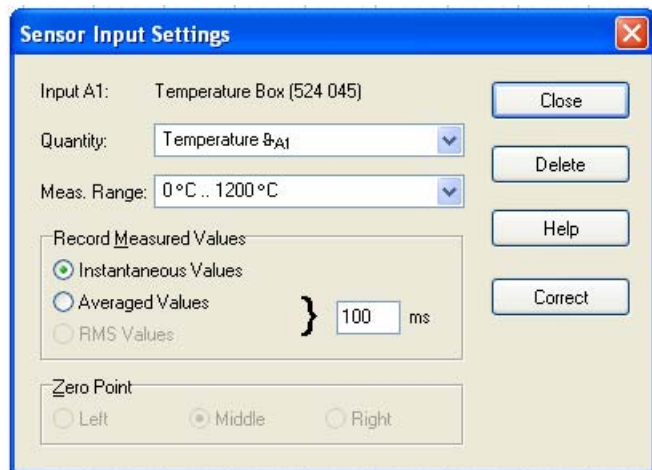 Sensor Input Settings
Input A1: Temperature Box (524 045)
Close
Quantity: Temperature ϑA1
Delete
Meas. Range: 0°C .. 1200°C
Help
Record Measured Values
Instantaneous Values
Averaged Values
100 ms
Correct
RMS Values
Zero Point
Left Middle Right